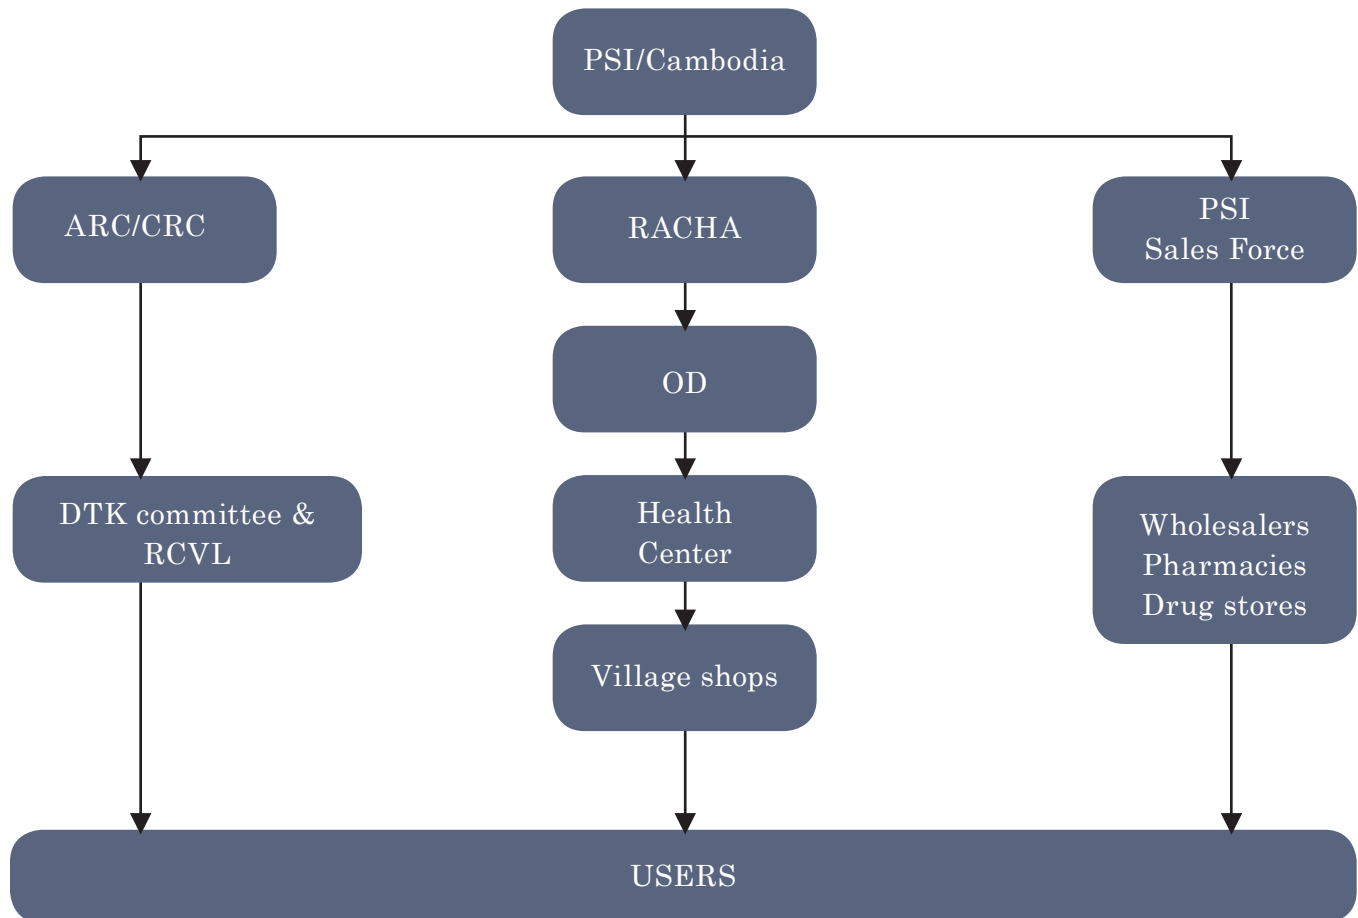 PSI/Cambodia
ARC/CRC
RACHA
PSI
Sales Force
OD
DTK committee &
RCVL
Health
Center
Wholesalers
Pharmacies
Drug stores
Village shops
USERS